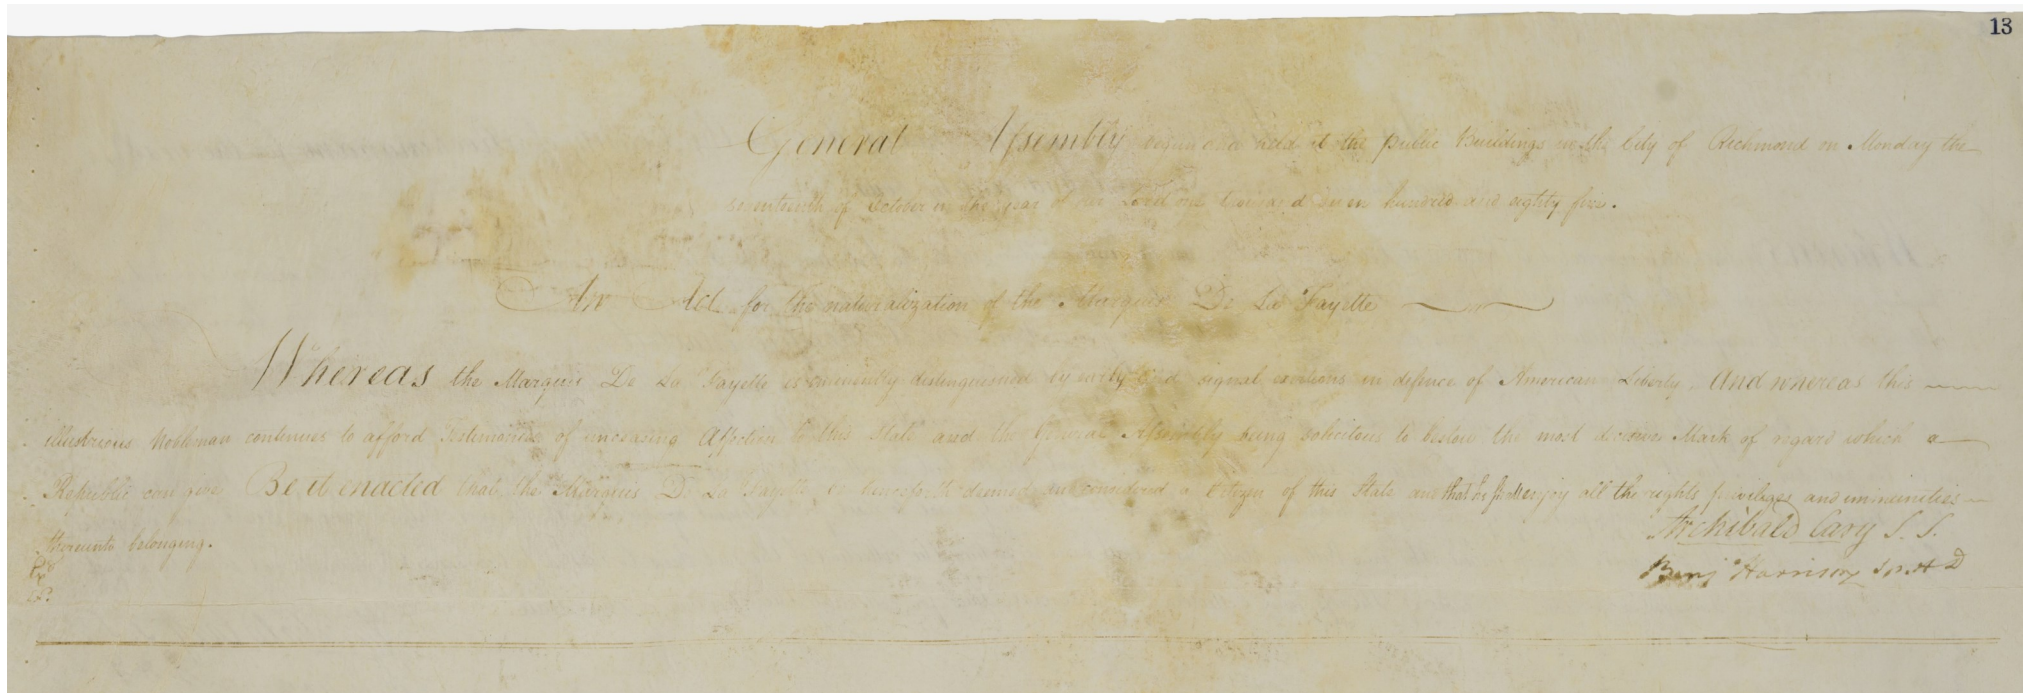 13
General Assembly begun and held at the public Buildings in the City of Richmond on Monday the
seventeenth of October in the year of our Lord one thousand seven hundred and eighty five.
An Act for the naturalization of the Marquis De La Fayette
Whereas the Marquis De La Fayette is eminently distinguished by early and signal exertions in defence of American Liberty. And whereas this
illustrious Nobleman continues to afford Testimonies of unceasing Affection to this State and the General Assembly being solicitous to bestow the most decisive Mark of regard which a
Republic can give Be it enacted that the Marquis De La Fayette be henceforth deemed and considered a Citizen of this State and that he shall enjoy all the rights privileges and immunities
thereunto belonging.
Archibald Cary S. S.
Benj Harrison Sp. H D